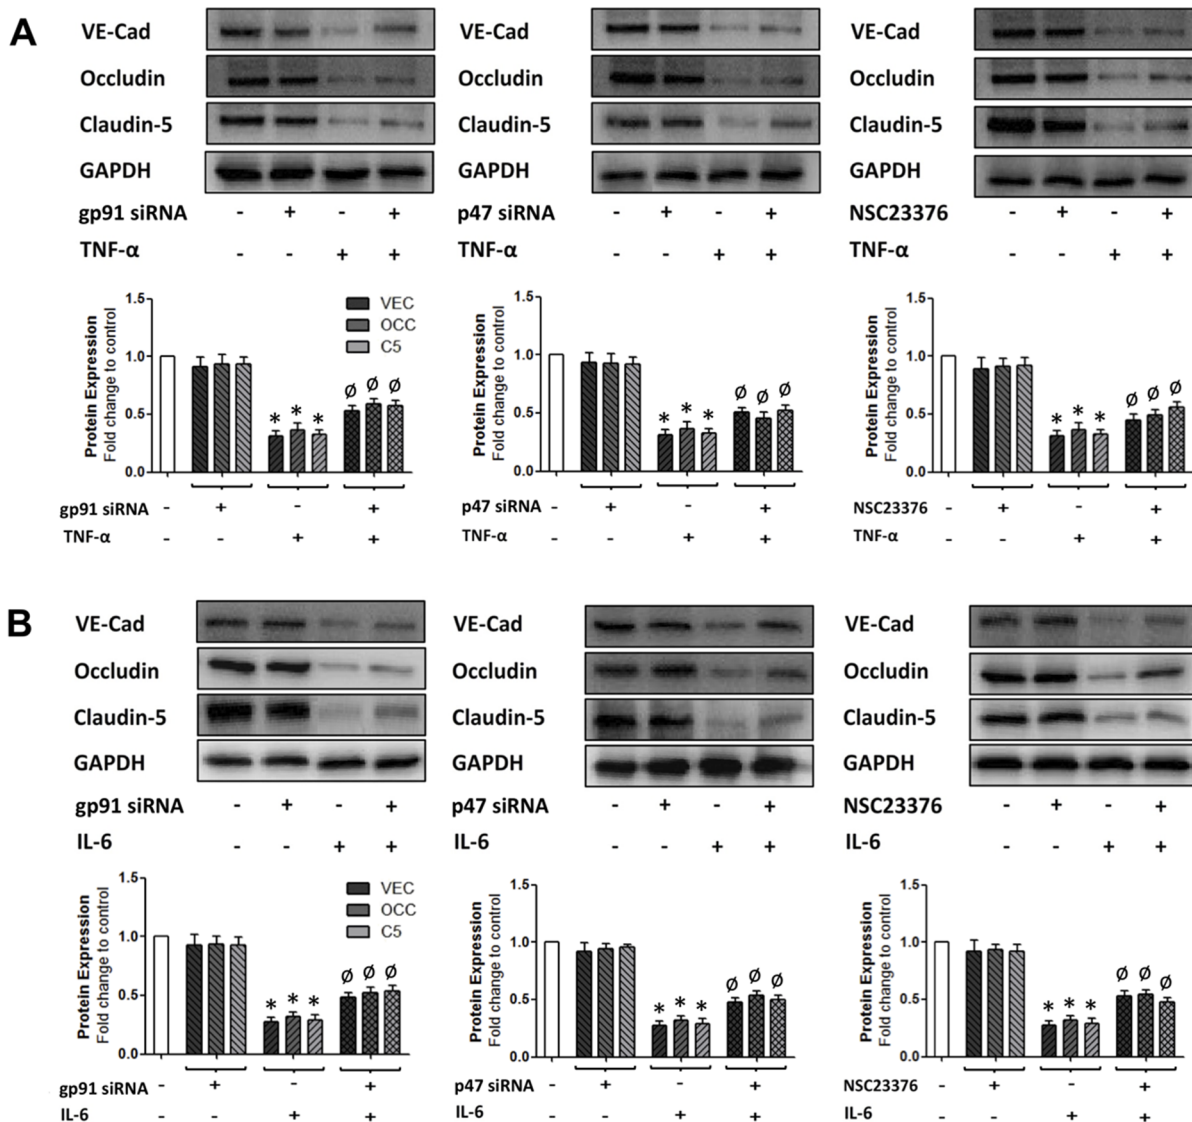 A
VE-Cad
Occludin
Claudin-5
GAPDH
gp91 siRNA - + - +
TNF-α - - + +
VE-Cad
Occludin
Claudin-5
GAPDH
p47 siRNA - + - +
TNF-α - - + +
VE-Cad
Occludin
Claudin-5
GAPDH
NSC23376 - + - +
TNF-α - - + +
Protein Expression
Fold change to control
1.5
1.0
0.5
0.0
VEC
OCC
C5
* * *
Ø Ø Ø
gp91 siRNA - + - +
TNF-α - - + +
Protein Expression
Fold change to control
1.5
1.0
0.5
0.0
* * *
Ø Ø Ø
p47 siRNA - + - +
TNF-α - - + +
Protein Expression
Fold change to control
1.5
1.0
0.5
0.0
* * *
Ø Ø Ø
NSC23376 - + - +
TNF-α - - + +
B
VE-Cad
Occludin
Claudin-5
GAPDH
gp91 siRNA - + - +
IL-6 - - + +
VE-Cad
Occludin
Claudin-5
GAPDH
p47 siRNA - + - +
IL-6 - - + +
VE-Cad
Occludin
Claudin-5
GAPDH
NSC23376 - + - +
IL-6 - - + +
Protein Expression
Fold change to control
1.5
1.0
0.5
0.0
VEC
OCC
C5
* * *
Ø Ø Ø
gp91 siRNA - + - +
IL-6 - - + +
Protein Expression
Fold change to control
1.5
1.0
0.5
0.0
* * *
Ø Ø Ø
p47 siRNA - + - +
IL-6 - - + +
Protein Expression
Fold change to control
1.5
1.0
0.5
0.0
* * *
Ø Ø Ø
NSC23376 - + - +
IL-6 - - + +